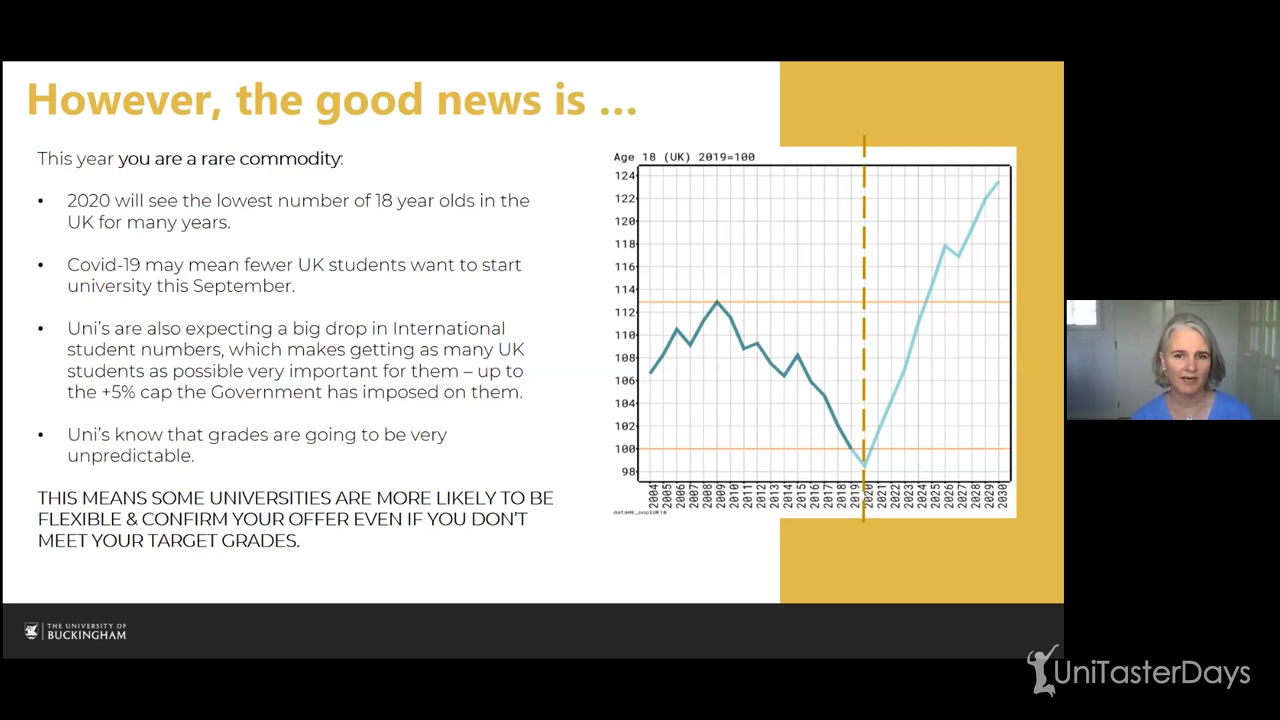 However, the good news is ...
This year you are a rare commodity:
• 2020 will see the lowest number of 18 year olds in the
UK for many years.
• Covid-19 may mean fewer UK students want to start
university this September.
• Uni's are also expecting a big drop in International
student numbers, which makes getting as many UK
students as possible very important for them – up to
the +5% cap the Government has imposed on them.
• Uni's know that grades are going to be very
unpredictable.
THIS MEANS SOME UNIVERSITIES ARE MORE LIKELY TO BE
FLEXIBLE & CONFIRM YOUR OFFER EVEN IF YOU DON'T
MEET YOUR TARGET GRADES.
Age 18 (UK) 2019=100
124
122
120
118
116
114
112
110
108
106
104
102
100
98
2004
2005
2006
2007
2008
2009
2010
2011
2012
2013
2014
2015
2016
2017
2018
2019
2020
2021
2022
2023
2024
2025
2026
2027
2028
2029
2030
THE UNIVERSITY OF
BUCKINGHAM
UniTasterDays